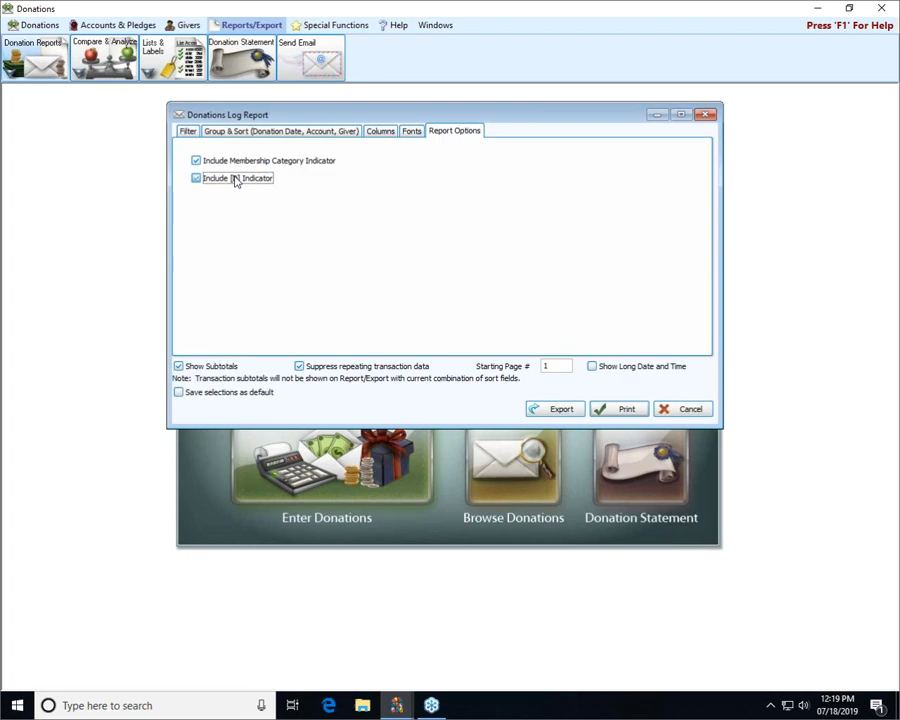 Donations
Donations Accounts & Pledges Givers Reports/Export Special Functions Help Windows Press 'F1' For Help
Donation Reports Compare & Analyze Lists & Labels Donation Statement Send Email
Donations Log Report
Filter Group & Sort (Donation Date, Account, Giver) Columns Fonts Report Options
Include Membership Category Indicator
Include Indicator
Show Subtotals Suppress repeating transaction data Starting Page # 1 Show Long Date and Time
Note: Transaction subtotals will not be shown on Report/Export with current combination of sort fields.
Save selections as default
Export Print Cancel
Enter Donations Browse Donations Donation Statement
Type here to search
12:19 PM
07/18/2019
1